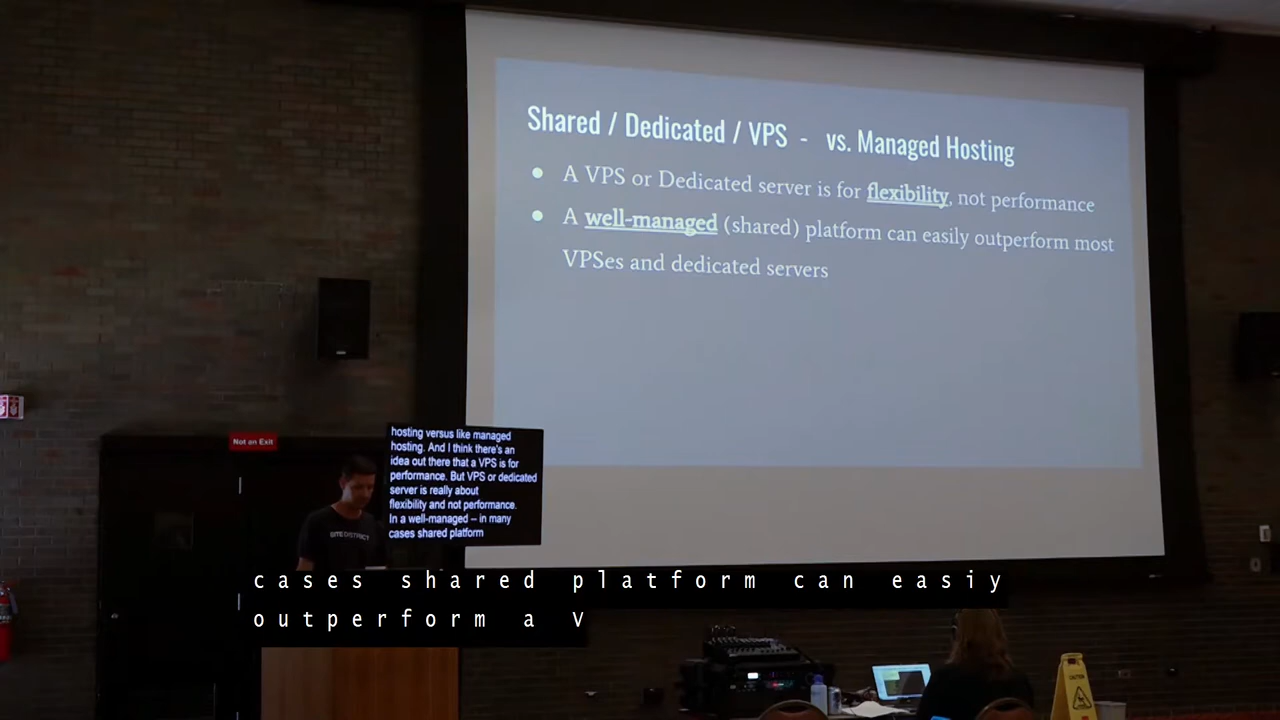 Shared / Dedicated / VPS - vs. Managed Hosting
● A VPS or Dedicated server is for flexibility, not performance
● A well-managed (shared) platform can easily outperform most
VPSes and dedicated servers
Not an Exit
hosting versus like managed
hosting. And I think there's an
idea out there that a VPS is for
performance. But VPS or dedicated
server is really about
flexibility and not performance.
In a well-managed – in many
cases shared platform
SITE DISTRICT
cases shared platform can easiy
outperform a v
CAUTION